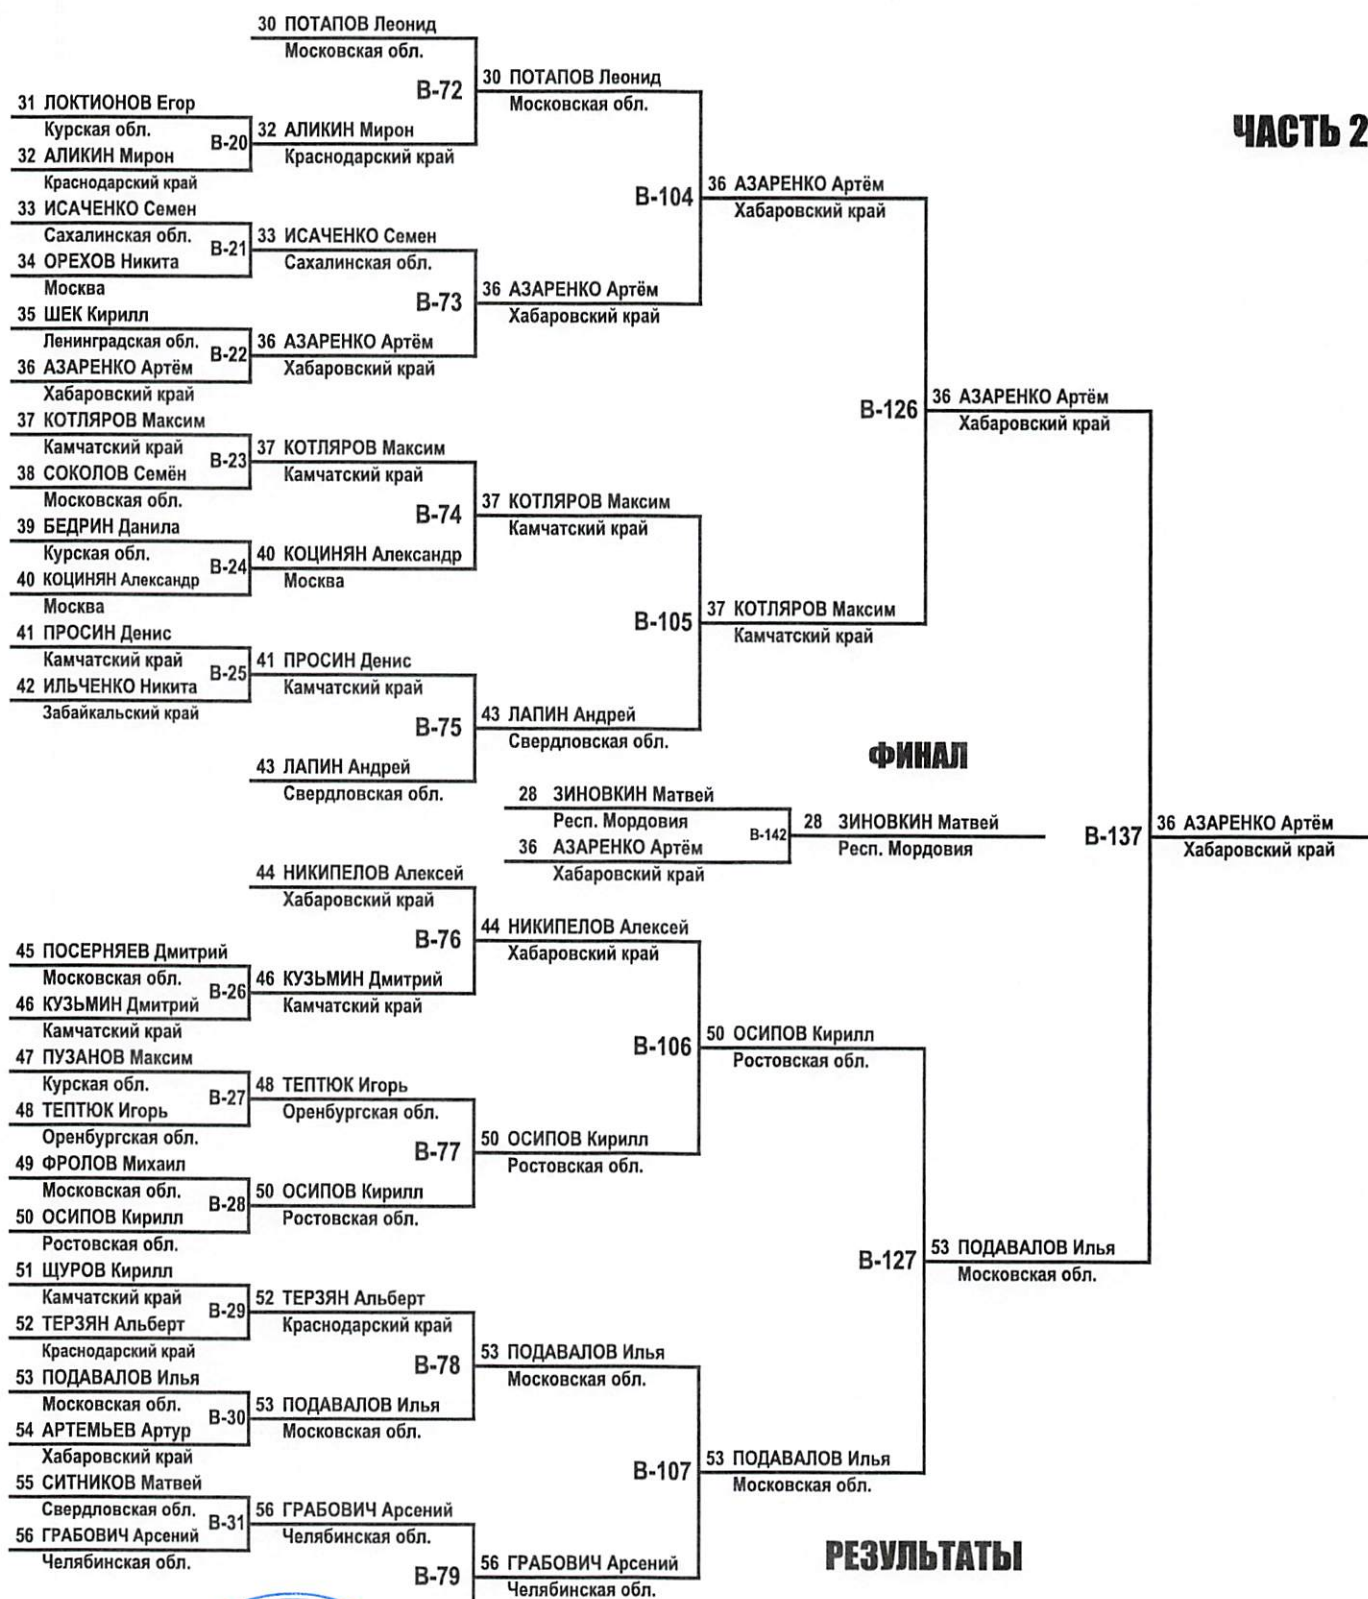 ЧАСТЬ 2
30 ПОТАПОВ Леонид
Московская обл.
В-72
31 ЛОКТИОНОВ Егор
Курская обл.
В-20
32 АЛИКИН Мирон
Краснодарский край
32 АЛИКИН Мирон
Краснодарский край
30 ПОТАПОВ Леонид
Московская обл.
В-104
33 ИСАЧЕНКО Семен
Сахалинская обл.
В-21
34 ОРЕХОВ Никита
Москва
33 ИСАЧЕНКО Семен
Сахалинская обл.
В-73
35 ШЕК Кирилл
Ленинградская обл.
В-22
36 АЗАРЕНКО Артём
Хабаровский край
36 АЗАРЕНКО Артём
Хабаровский край
36 АЗАРЕНКО Артём
Хабаровский край
36 АЗАРЕНКО Артём
Хабаровский край
В-126
37 КОТЛЯРОВ Максим
Камчатский край
В-23
38 СОКОЛОВ Семён
Московская обл.
37 КОТЛЯРОВ Максим
Камчатский край
В-74
39 БЕДРИН Данила
Курская обл.
В-24
40 КОЦИНЯН Александр
Москва
40 КОЦИНЯН Александр
Москва
37 КОТЛЯРОВ Максим
Камчатский край
В-105
41 ПРОСИН Денис
Камчатский край
В-25
42 ИЛЬЧЕНКО Никита
Забайкальский край
41 ПРОСИН Денис
Камчатский край
В-75
43 ЛАПИН Андрей
Свердловская обл.
43 ЛАПИН Андрей
Свердловская обл.
37 КОТЛЯРОВ Максим
Камчатский край
36 АЗАРЕНКО Артём
Хабаровский край
В-137
36 АЗАРЕНКО Артём
Хабаровский край
ФИНАЛ
28 ЗИНОВКИН Матвей
Респ. Мордовия
В-142
36 АЗАРЕНКО Артём
Хабаровский край
28 ЗИНОВКИН Матвей
Респ. Мордовия
44 НИКИПЕЛОВ Алексей
Хабаровский край
В-76
45 ПОСЕРНЯЕВ Дмитрий
Московская обл.
В-26
46 КУЗЬМИН Дмитрий
Камчатский край
46 КУЗЬМИН Дмитрий
Камчатский край
44 НИКИПЕЛОВ Алексей
Хабаровский край
В-106
47 ПУЗАНОВ Максим
Курская обл.
В-27
48 ТЕПТЮК Игорь
Оренбургская обл.
48 ТЕПТЮК Игорь
Оренбургская обл.
В-77
49 ФРОЛОВ Михаил
Московская обл.
В-28
50 ОСИПОВ Кирилл
Ростовская обл.
50 ОСИПОВ Кирилл
Ростовская обл.
50 ОСИПОВ Кирилл
Ростовская обл.
50 ОСИПОВ Кирилл
Ростовская обл.
В-127
51 ЩУРОВ Кирилл
Камчатский край
В-29
52 ТЕРЗЯН Альберт
Краснодарский край
52 ТЕРЗЯН Альберт
Краснодарский край
В-78
53 ПОДАВАЛОВ Илья
Московская обл.
В-30
54 АРТЕМЬЕВ Артур
Хабаровский край
53 ПОДАВАЛОВ Илья
Московская обл.
53 ПОДАВАЛОВ Илья
Московская обл.
В-107
55 СИТНИКОВ Матвей
Свердловская обл.
В-31
56 ГРАБОВИЧ Арсений
Челябинская обл.
56 ГРАБОВИЧ Арсений
Челябинская обл.
В-79
56 ГРАБОВИЧ Арсений
Челябинская обл.
53 ПОДАВАЛОВ Илья
Московская обл.
53 ПОДАВАЛОВ Илья
Московская обл.
РЕЗУЛЬТАТЫ